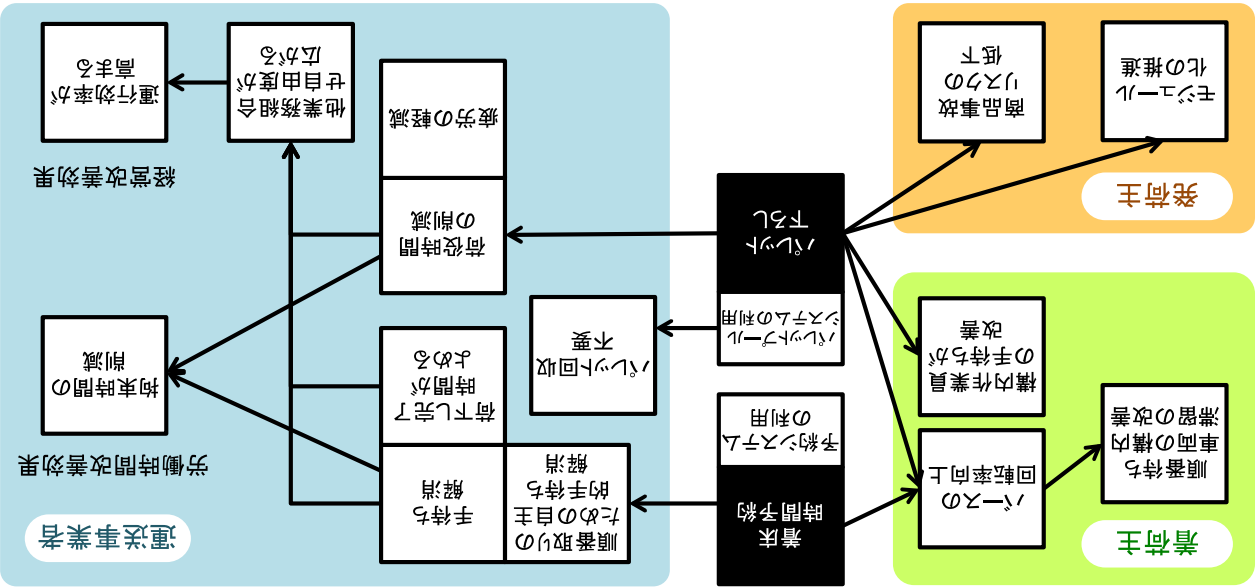 着荷主
順番待ち
車両の構内
滞留の改善
バースの
回転率向上
構内作業員
の手待ちが
改善
発荷主
モジュール
化の推進
商品事故
リスクの
低下
着床
時間予約
予約システム
の利用
パレットプール
システムの利用
パレット
下ろし
運送事業者
順番取りの
ための自主
的手待ち
解消
手待ち
解消
荷下し完了
時間が
よめる
パレット回収
不要
荷役時間
の削減
疲労の軽減
労働時間改善効果
拘束時間の
削減
経営改善効果
他業務組合
せ自由度が
広がる
運行効率が
高まる